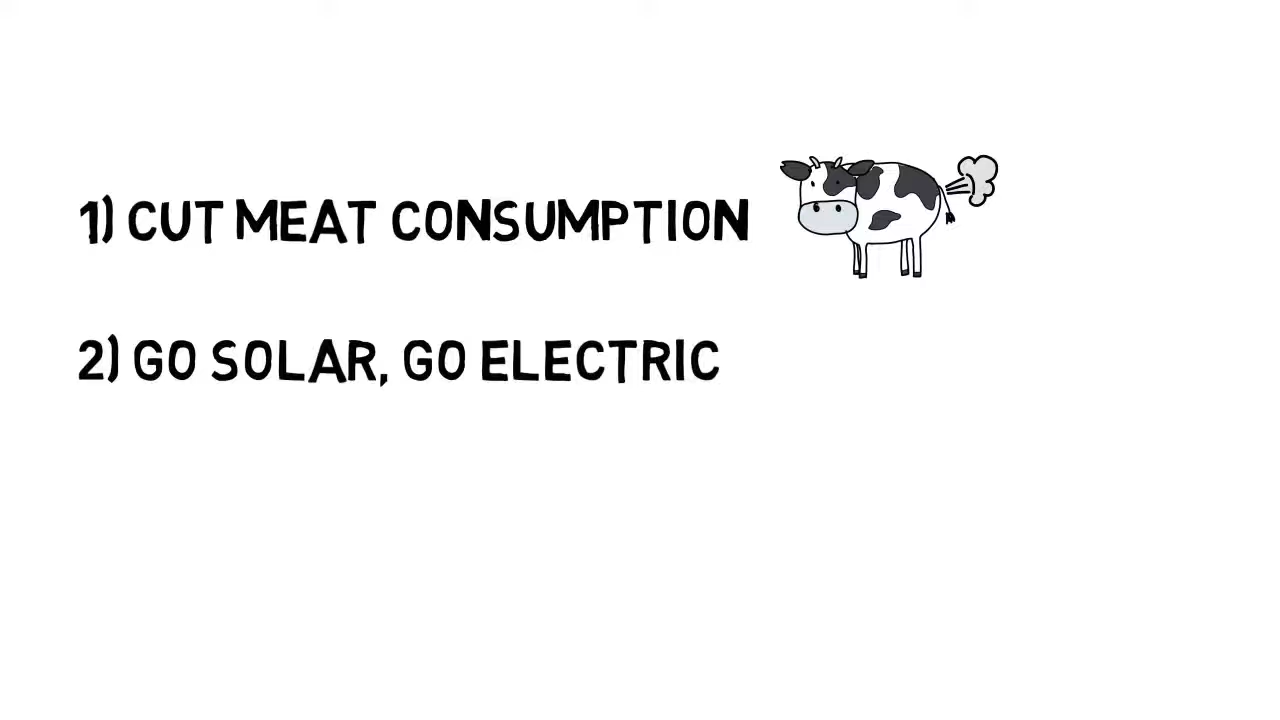 1) CUT MEAT CONSUMPTION
2) GO SOLAR, GO ELECTRIC